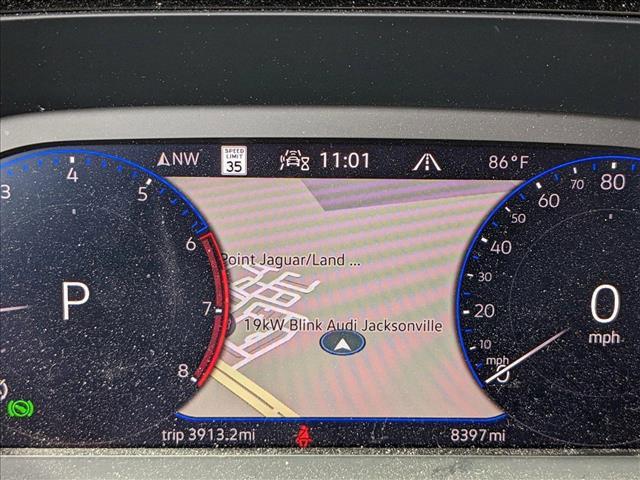 NW SPEED LIMIT 35 11:01 86°F
3 4 5 6 7 8
P
Point Jaguar/Land ...
19kW Blink Audi Jacksonville
80 70 60 50 40 30 20 10 mph 0
0
mph
trip 3913.2mi 8397mi